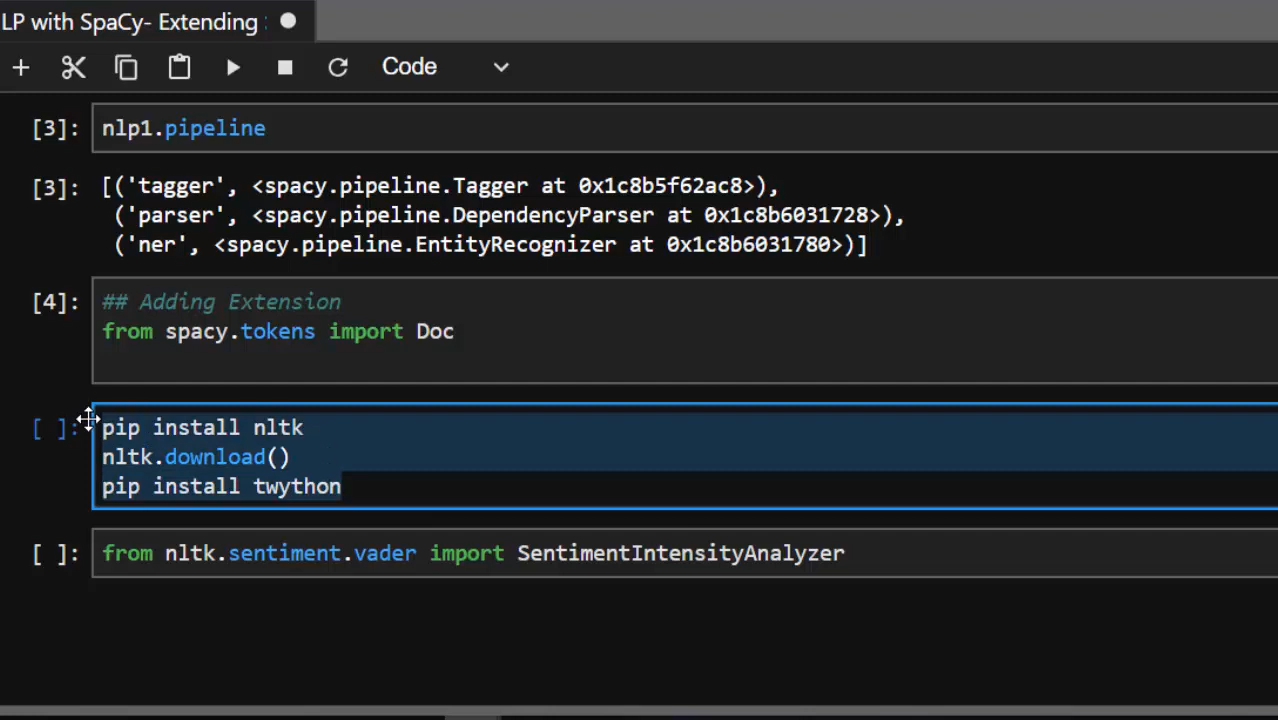 LP with SpaCy- Extending
Code
[3]: nlp1.pipeline
[3]: [('tagger', <spacy.pipeline.Tagger at 0x1c8b5f62ac8>),
('parser', <spacy.pipeline.DependencyParser at 0x1c8b6031728>),
('ner', <spacy.pipeline.EntityRecognizer at 0x1c8b6031780>)]
[4]: ## Adding Extension
from spacy.tokens import Doc
[ ]: pip install nltk
nltk.download()
pip install twython
[ ]: from nltk.sentiment.vader import SentimentIntensityAnalyzer